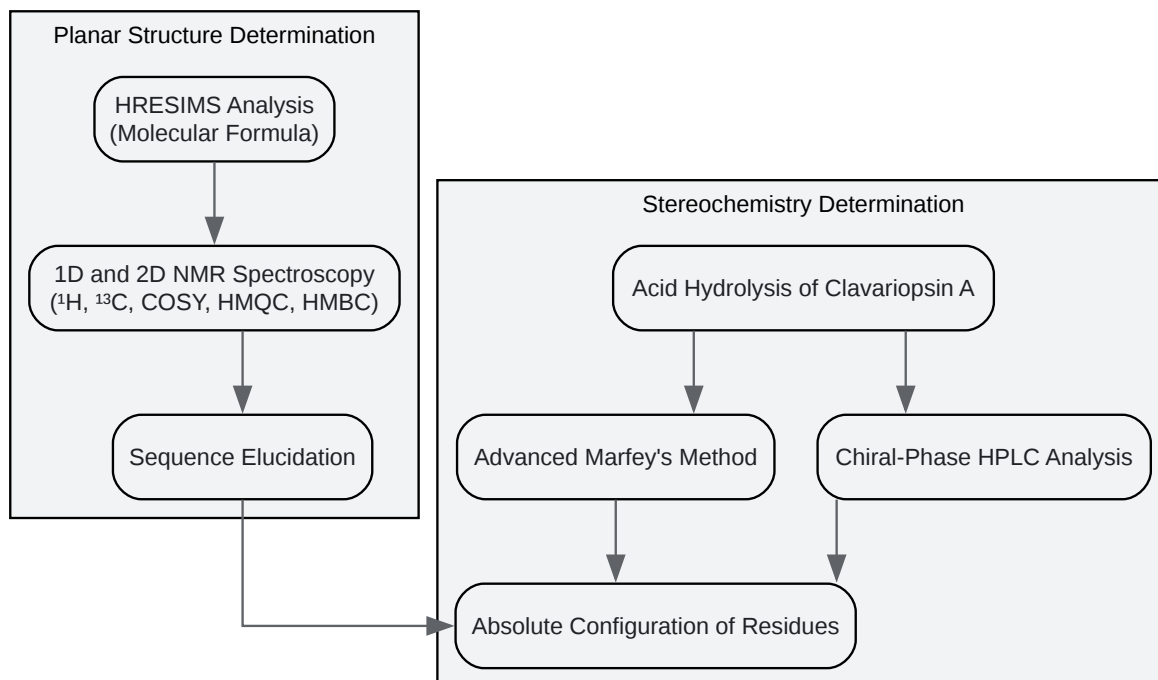 Planar Structure Determination
HRESIMS Analysis
(Molecular Formula)
1D and 2D NMR Spectroscopy
(¹H, ¹³C, COSY, HMQC, HMBC)
Sequence Elucidation
Stereochemistry Determination
Acid Hydrolysis of Clavariopsin A
Advanced Marfey's Method
Chiral-Phase HPLC Analysis
Absolute Configuration of Residues